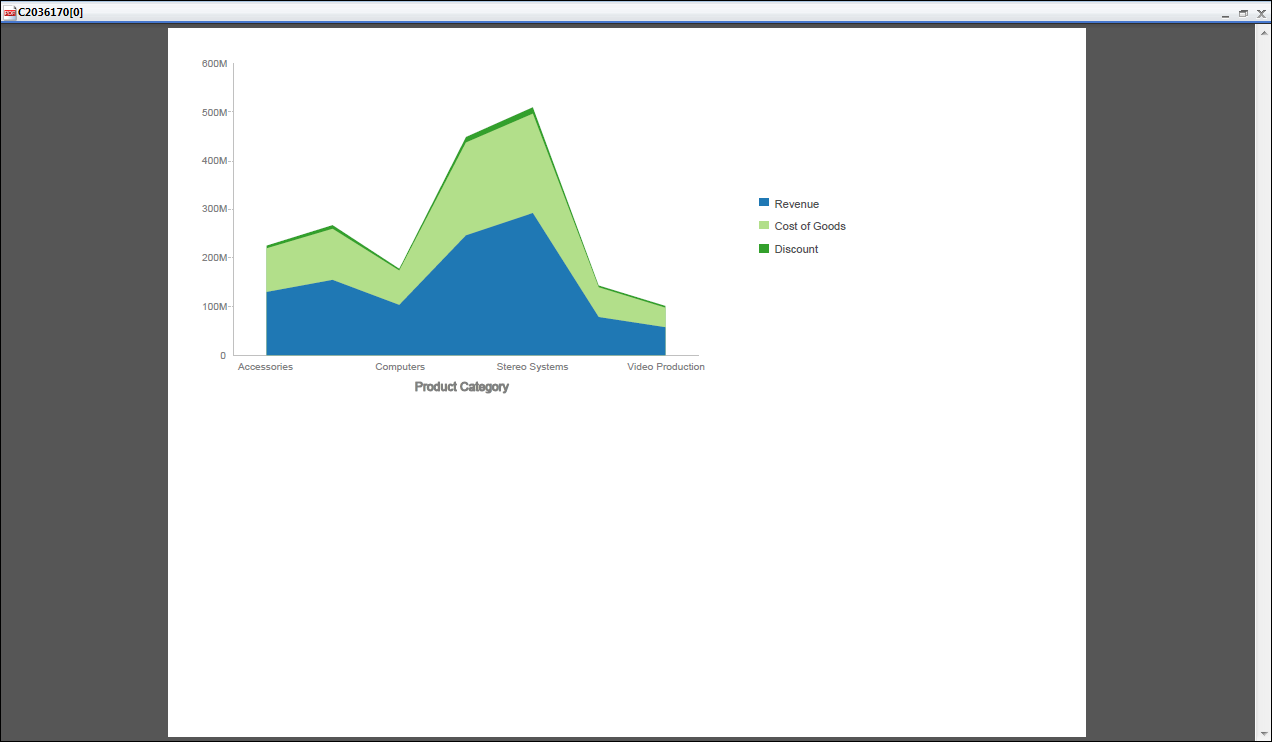 C2036170[0]
600M
500M
400M
300M
200M
100M
0
Accessories Computers Stereo Systems Video Production
Product Category
Revenue
Cost of Goods
Discount